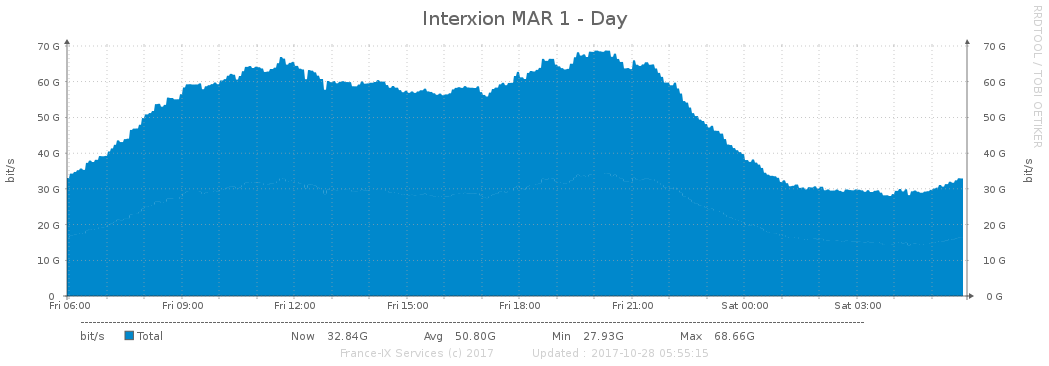 Interxion MAR 1 - Day
RRDTOOL / TOBI OETIKER
bit/s
bit/s
70 G 70 G
60 G 60 G
50 G 50 G
40 G 40 G
30 G 30 G
20 G 20 G
10 G 10 G
0 0 G
Fri 06:00 Fri 09:00 Fri 12:00 Fri 15:00 Fri 18:00 Fri 21:00 Sat 00:00 Sat 03:00
bit/s Total Now 32.84G Avg 50.80G Min 27.93G Max 68.66G
France-IX Services (c) 2017 Updated : 2017-10-28 05:55:15